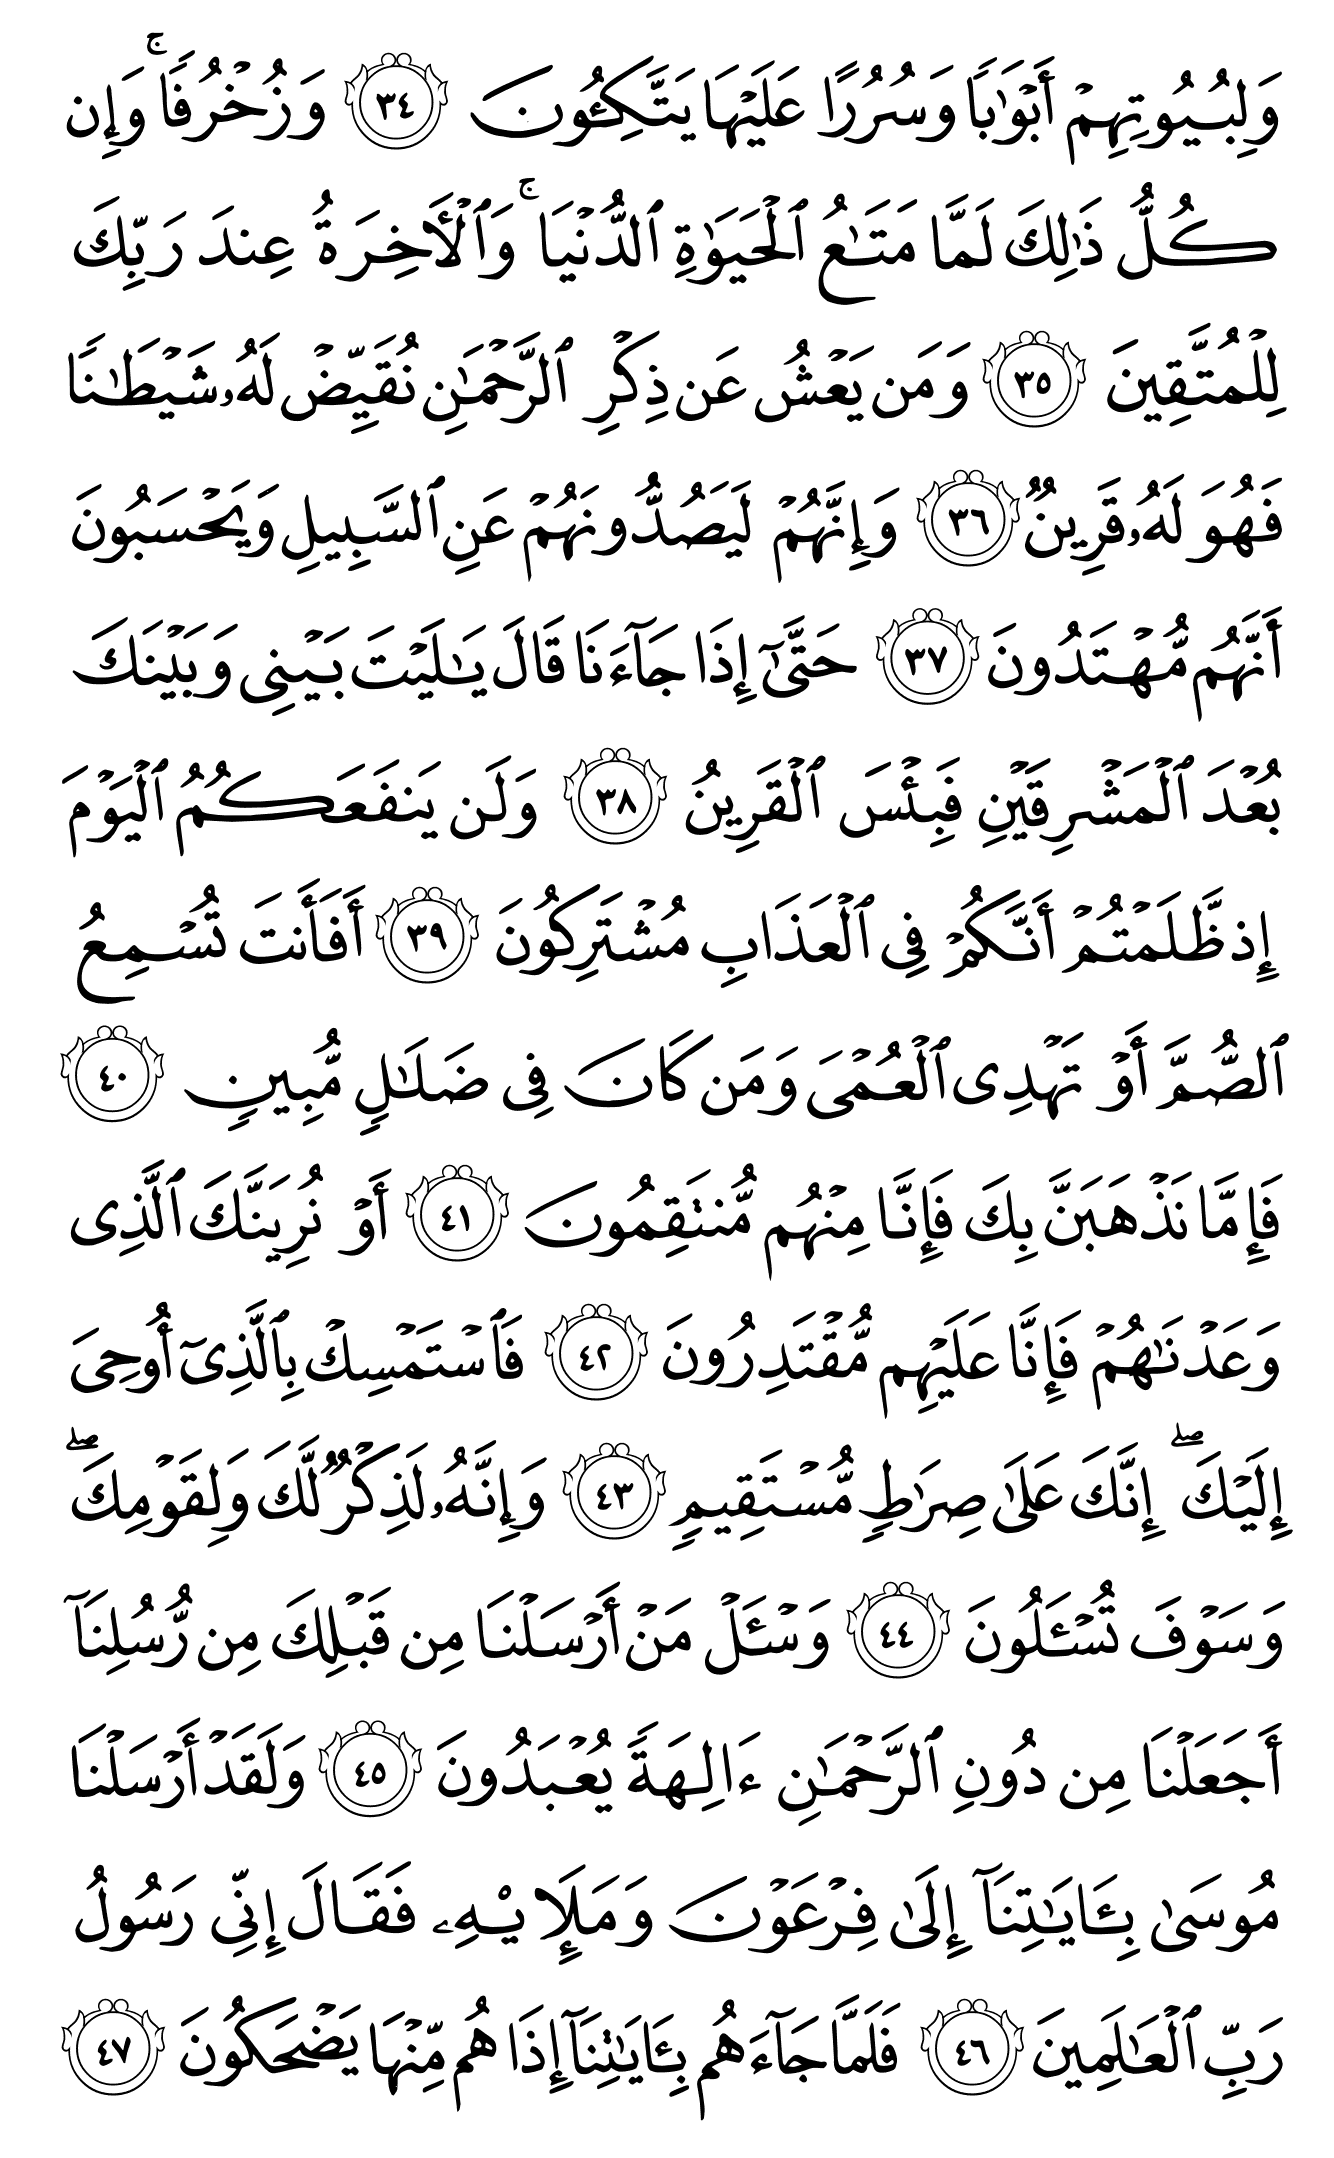 وَلِبُيُوتِهِمْ أَبْوَٰبًا وَسُرُرًا عَلَيْهَا يَتَّكِـُٔونَ ٣٤ وَزُخْرُفًا ۚ وَإِن
كُلُّ ذَٰلِكَ لَمَّا مَتَـٰعُ ٱلْحَيَوٰةِ ٱلدُّنْيَا ۚ وَٱلْـَٔاخِرَةُ عِندَ رَبِّكَ
لِلْمُتَّقِينَ ٣٥ وَمَن يَعْشُ عَن ذِكْرِ ٱلرَّحْمَـٰنِ نُقَيِّضْ لَهُۥ شَيْطَـٰنًا
فَهُوَ لَهُۥ قَرِينٌ ٣٦ وَإِنَّهُمْ لَيَصُدُّونَهُمْ عَنِ ٱلسَّبِيلِ وَيَحْسَبُونَ
أَنَّهُم مُّهْتَدُونَ ٣٧ حَتَّىٰٓ إِذَا جَآءَنَا قَالَ يَـٰلَيْتَ بَيْنِى وَبَيْنَكَ
بُعْدَ ٱلْمَشْرِقَيْنِ فَبِئْسَ ٱلْقَرِينُ ٣٨ وَلَن يَنفَعَكُمُ ٱلْيَوْمَ
إِذ ظَّلَمْتُمْ أَنَّكُمْ فِى ٱلْعَذَابِ مُشْتَرِكُونَ ٣٩ أَفَأَنتَ تُسْمِعُ
ٱلصُّمَّ أَوْ تَهْدِى ٱلْعُمْىَ وَمَن كَانَ فِى ضَلَـٰلٍ مُّبِينٍ ٤٠
فَإِمَّا نَذْهَبَنَّ بِكَ فَإِنَّا مِنْهُم مُّنتَقِمُونَ ٤١ أَوْ نُرِيَنَّكَ ٱلَّذِى
وَعَدْنَـٰهُمْ فَإِنَّا عَلَيْهِم مُّقْتَدِرُونَ ٤٢ فَٱسْتَمْسِكْ بِٱلَّذِىٓ أُوحِىَ
إِلَيْكَ ۖ إِنَّكَ عَلَىٰ صِرَٰطٍ مُّسْتَقِيمٍ ٤٣ وَإِنَّهُۥ لَذِكْرٌ لَّكَ وَلِقَوْمِكَ ۖ
وَسَوْفَ تُسْـَٔلُونَ ٤٤ وَسْـَٔلْ مَنْ أَرْسَلْنَا مِن قَبْلِكَ مِن رُّسُلِنَآ
أَجَعَلْنَا مِن دُونِ ٱلرَّحْمَـٰنِ ءَالِهَةً يُعْبَدُونَ ٤٥ وَلَقَدْ أَرْسَلْنَا
مُوسَىٰ بِـَٔايَـٰتِنَآ إِلَىٰ فِرْعَوْنَ وَمَلَإِيْهِۦ فَقَالَ إِنِّى رَسُولُ
رَبِّ ٱلْعَـٰلَمِينَ ٤٦ فَلَمَّا جَآءَهُم بِـَٔايَـٰتِنَآ إِذَا هُم مِّنْهَا يَضْحَكُونَ ٤٧